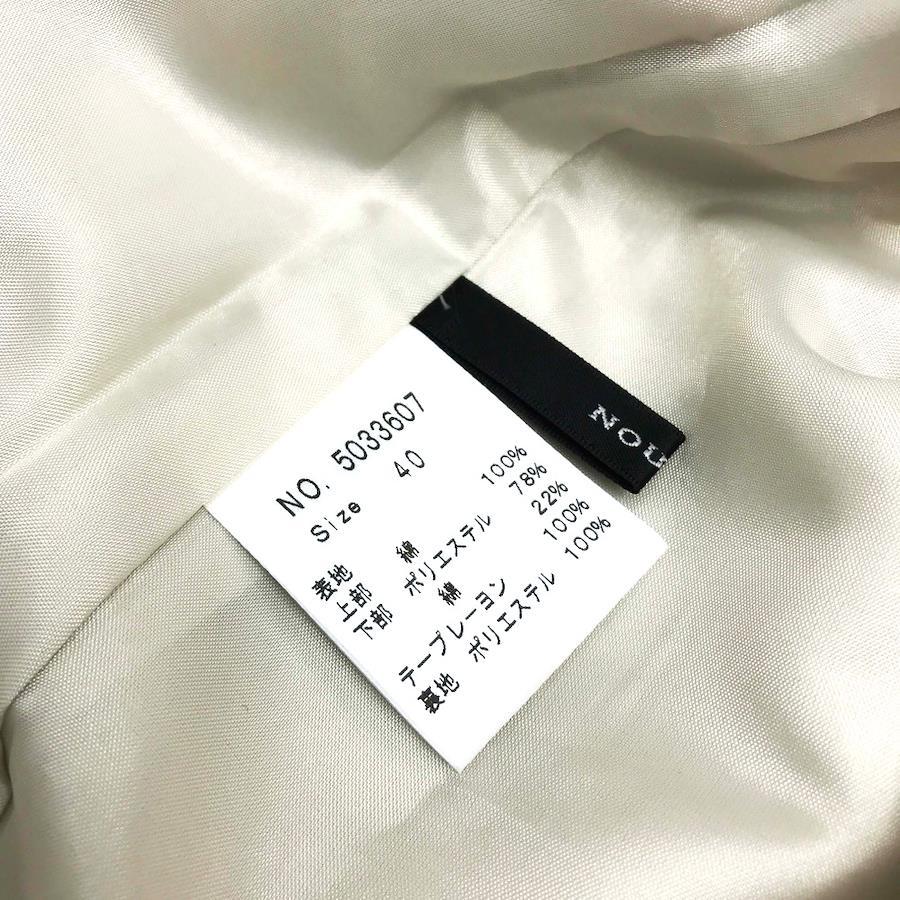 NO. 5033607
Size 40
表地
上部 綿 100%
下部 ポリエステル 78%
綿 22%
テープレーヨン 100%
裏地 ポリエステル 100%
NOU